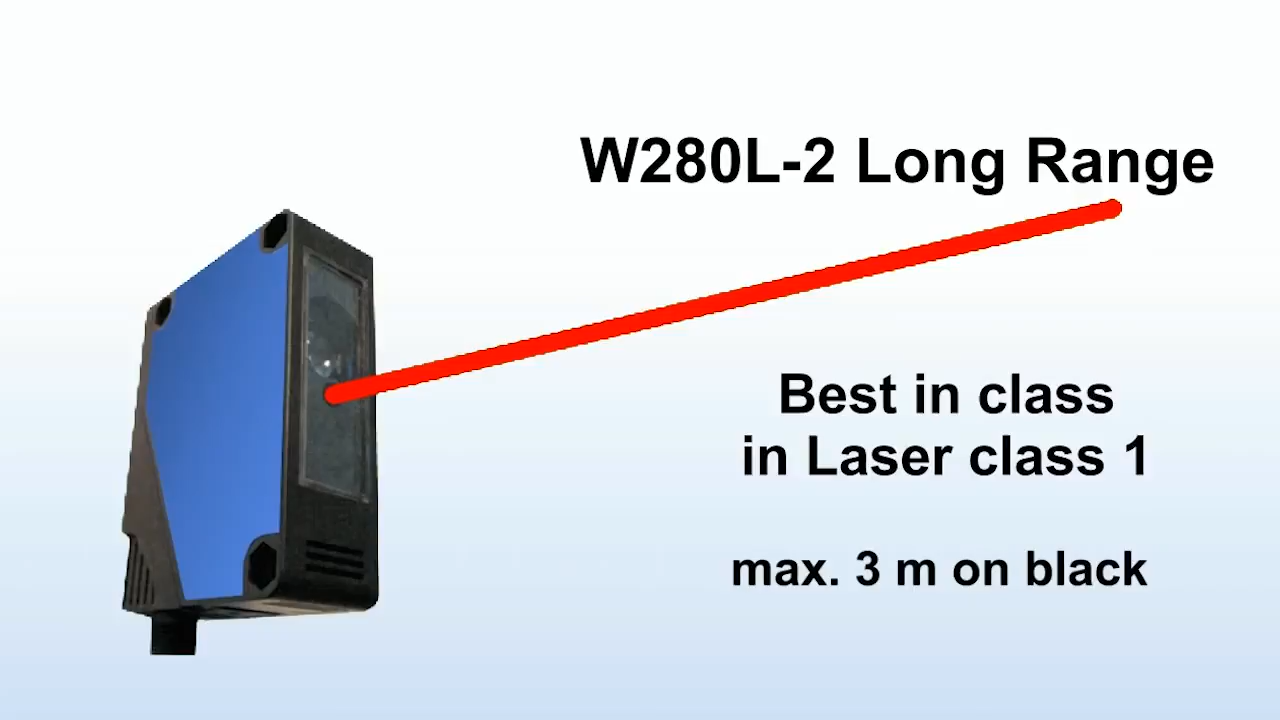 W280L-2 Long Range
Best in class
in Laser class 1
max. 3 m on black